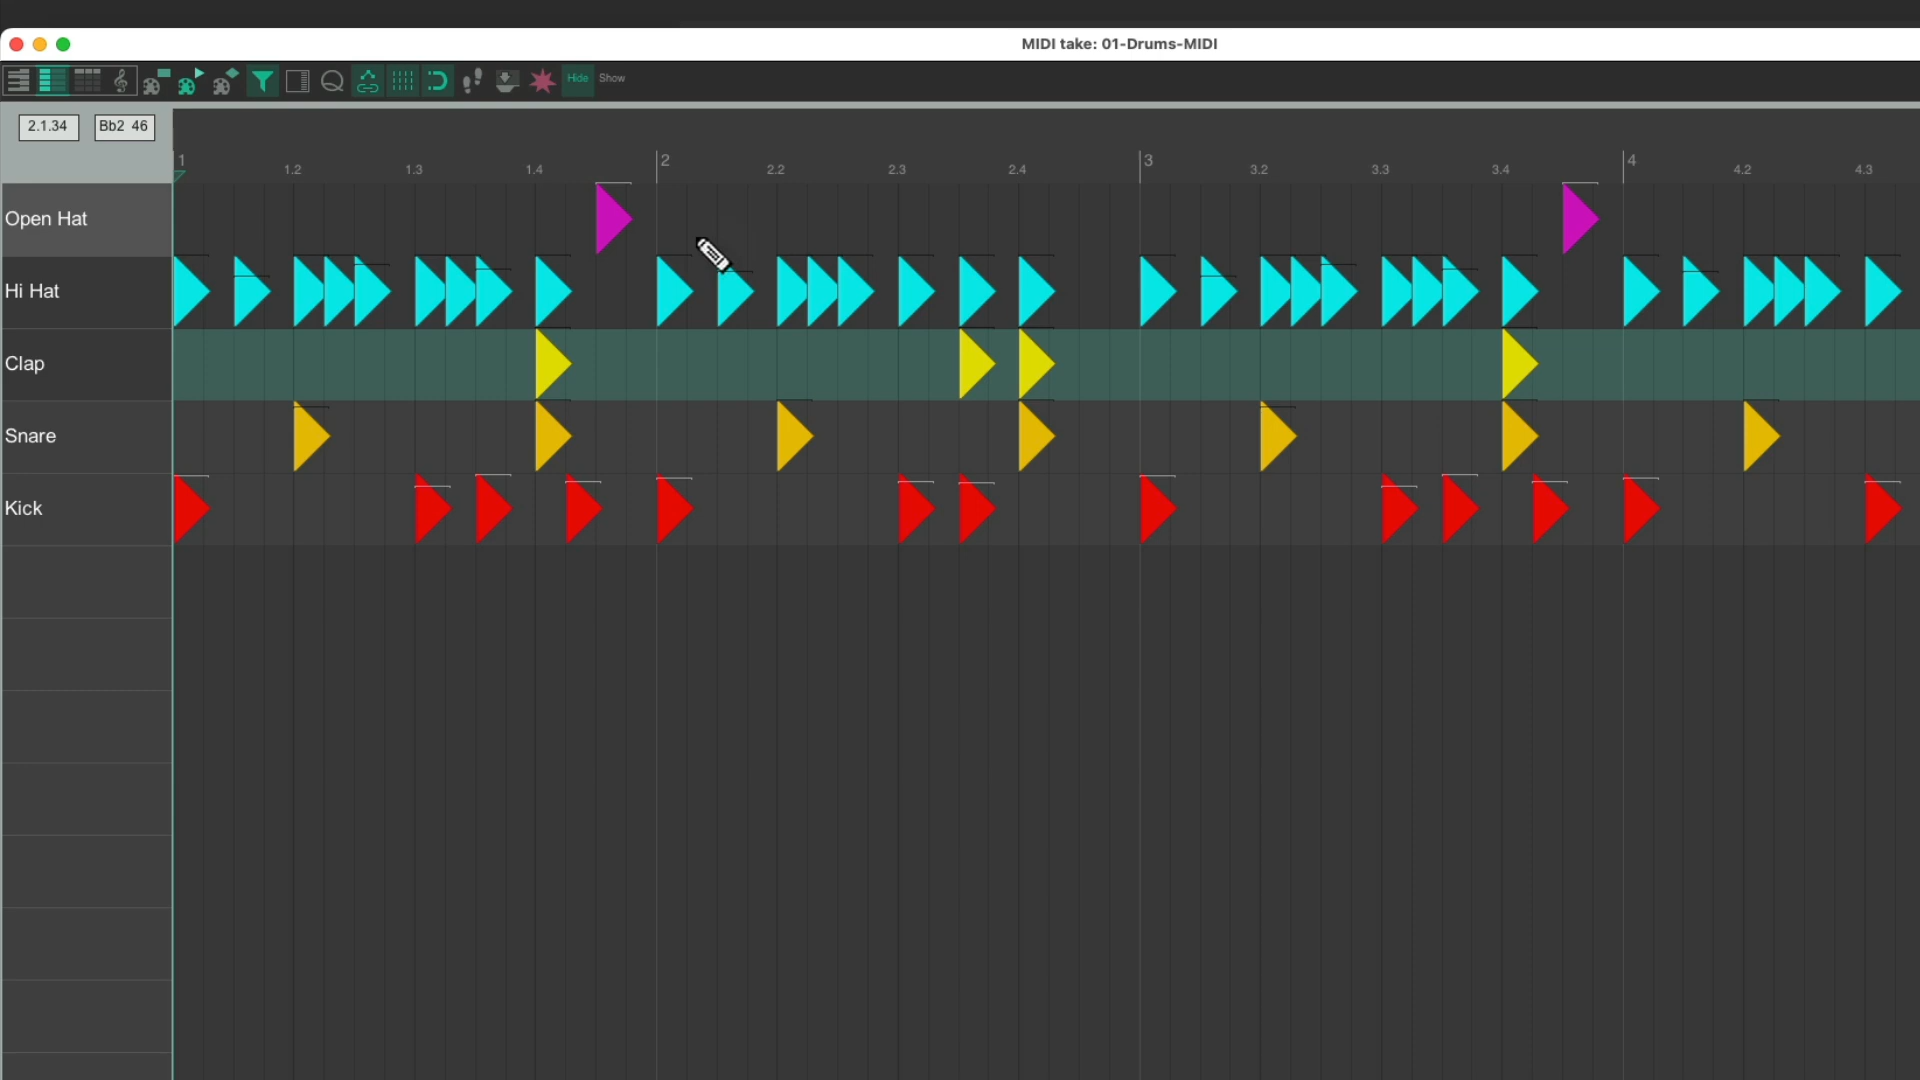 MIDI take: 01-Drums-MIDI
Hide Show
2.1.34 Bb2 46
1 2 3 4
1.2 1.3 1.4 2.2 2.3 2.4 3.2 3.3 3.4 4.2 4.3
Open Hat
Hi Hat
Clap
Snare
Kick